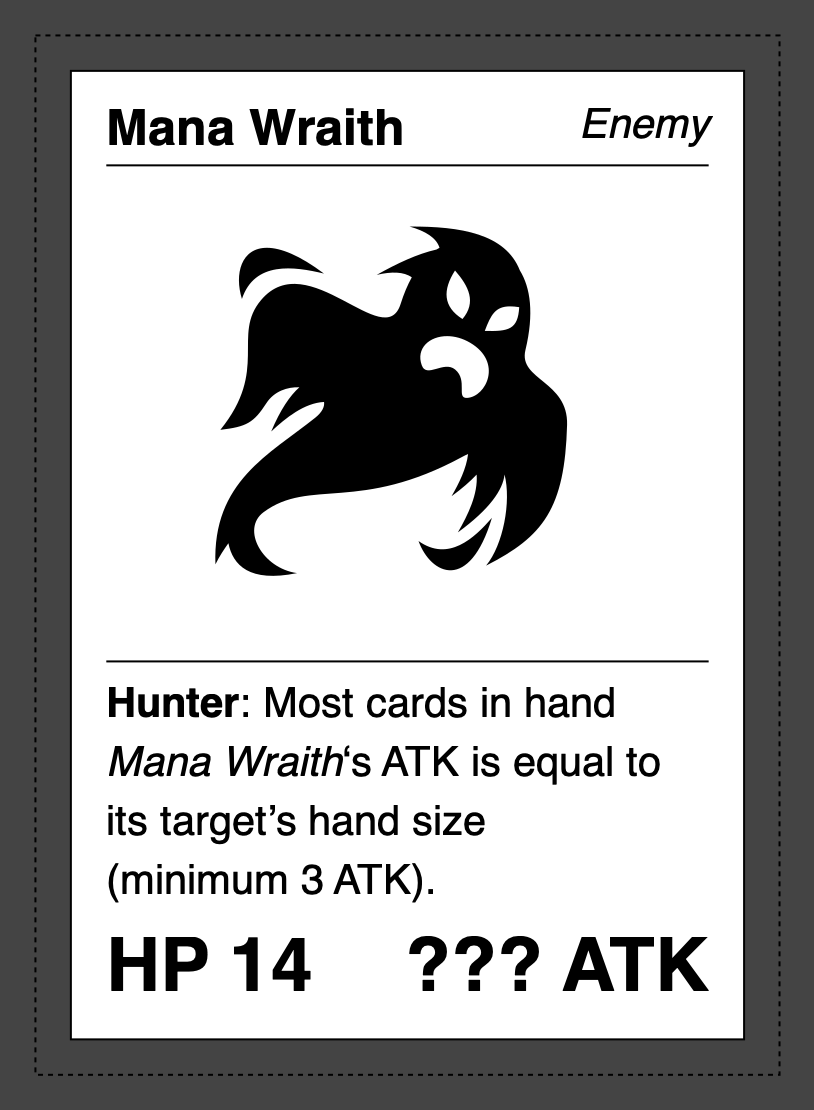 Mana Wraith Enemy
Hunter: Most cards in hand
Mana Wraith‘s ATK is equal to
its target’s hand size
(minimum 3 ATK).
HP 14 ??? ATK